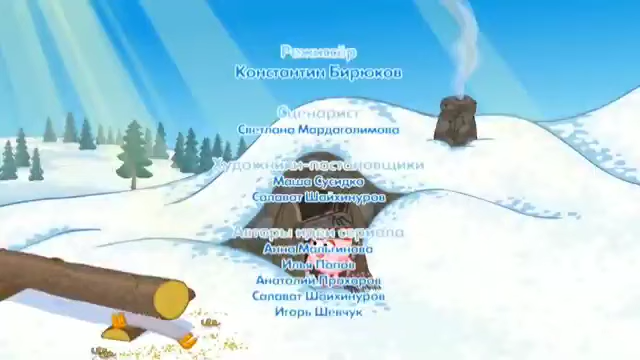 Режиссёр
Константин Бирюков
Сценарист
Светлана Мардаголимова
Художники-постановщики
Маша Сусидко
Салават Шайхинуров
Авторы идеи сериала
Анна Мальгинова
Илья Попов
Анатолий Прохоров
Салават Шайхинуров
Игорь Шевчук